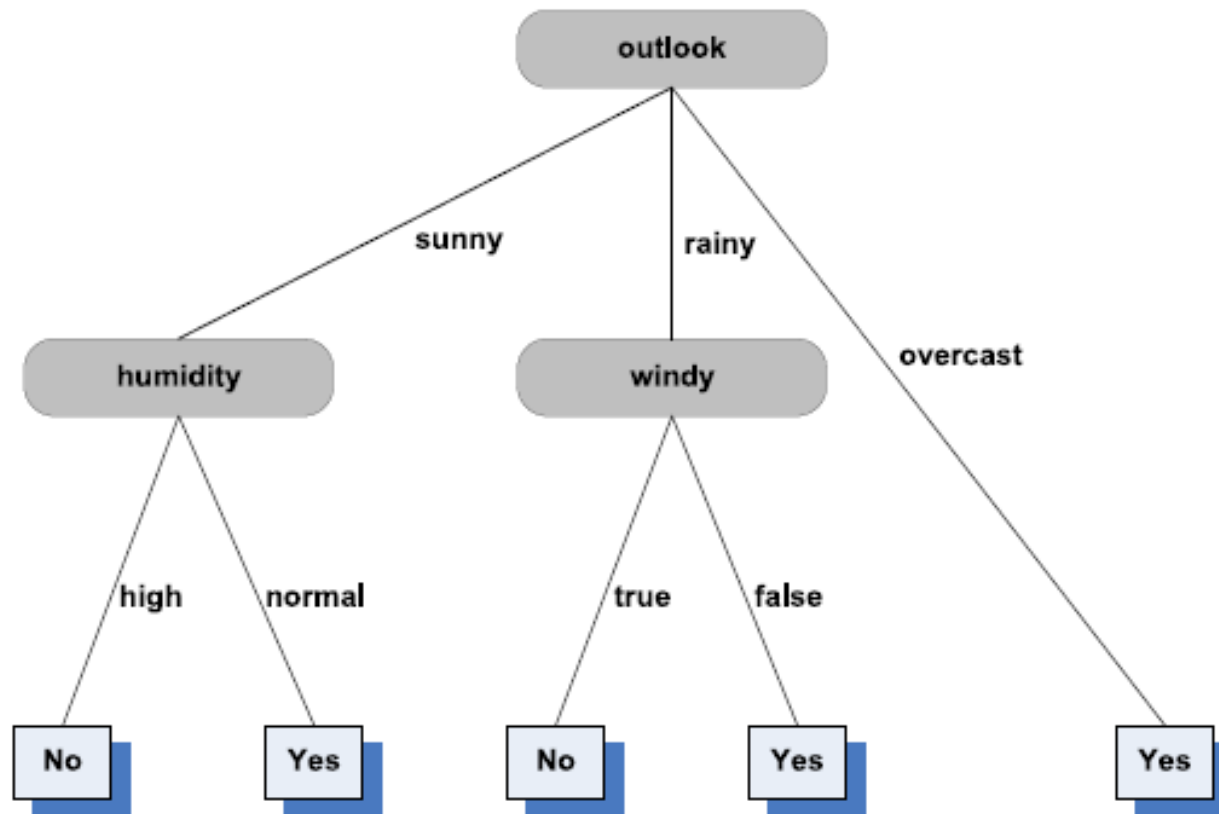 outlook
sunny
rainy
overcast
humidity
windy
high
normal
true
false
No
Yes
No
Yes
Yes